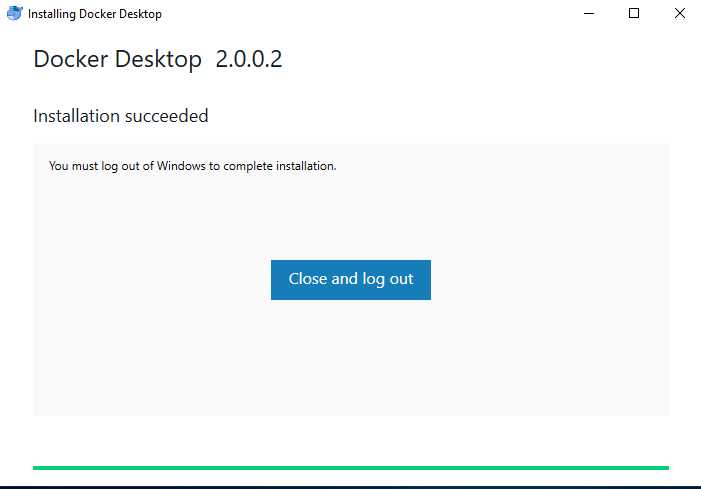 Installing Docker Desktop
Docker Desktop 2.0.0.2
Installation succeeded
You must log out of Windows to complete installation.
Close and log out